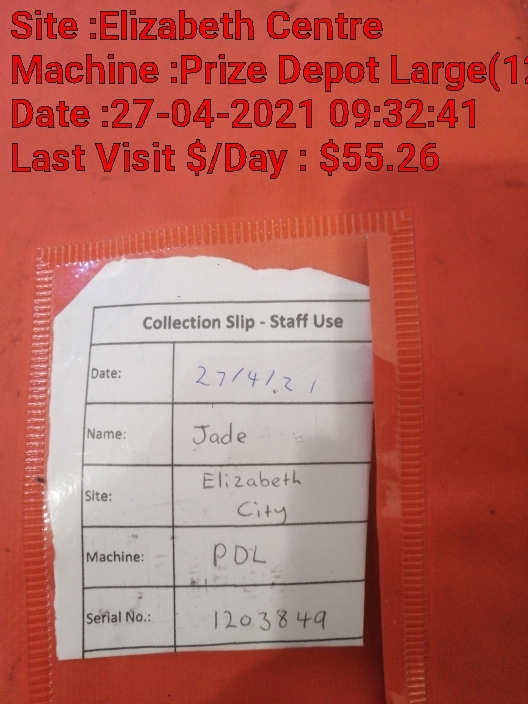 Site :Elizabeth Centre
Machine :Prize Depot Large(12
Date :27-04-2021 09:32:41
Last Visit $/Day : $55.26
Collection Slip - Staff Use
Date: 27/4/21
Name: Jade
Site: Elizabeth
City
Machine: PDL
Serial No.: 1203849